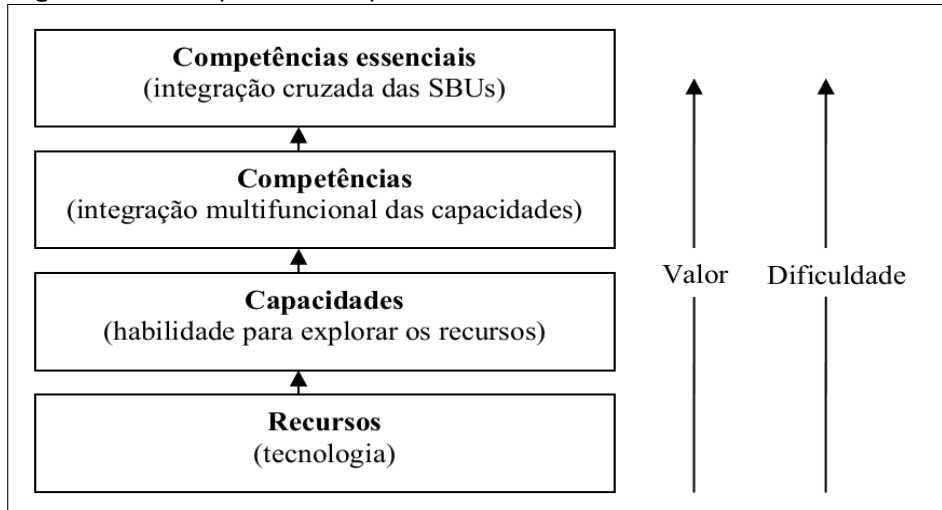 Competências essenciais
(integração cruzada das SBUs)
Competências
(integração multifuncional das capacidades)
Capacidades
(habilidade para explorar os recursos)
Recursos
(tecnologia)
Valor
Dificuldade